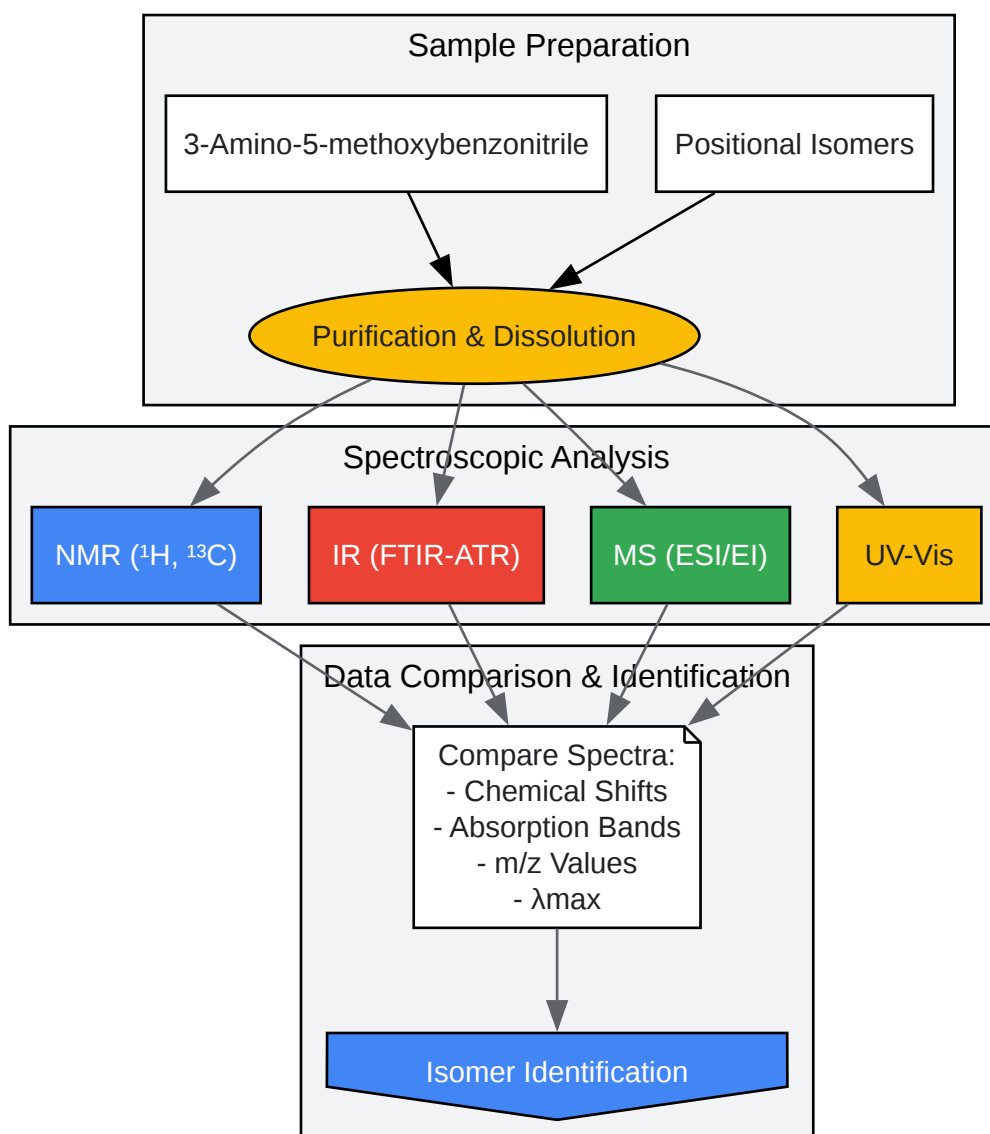 Sample Preparation
3-Amino-5-methoxybenzonitrile
Positional Isomers
Purification & Dissolution
Spectroscopic Analysis
NMR (¹H, ¹³C)
IR (FTIR-ATR)
MS (ESI/EI)
UV-Vis
Data Comparison & Identification
Compare Spectra:
- Chemical Shifts
- Absorption Bands
- m/z Values
- λmax
Isomer Identification